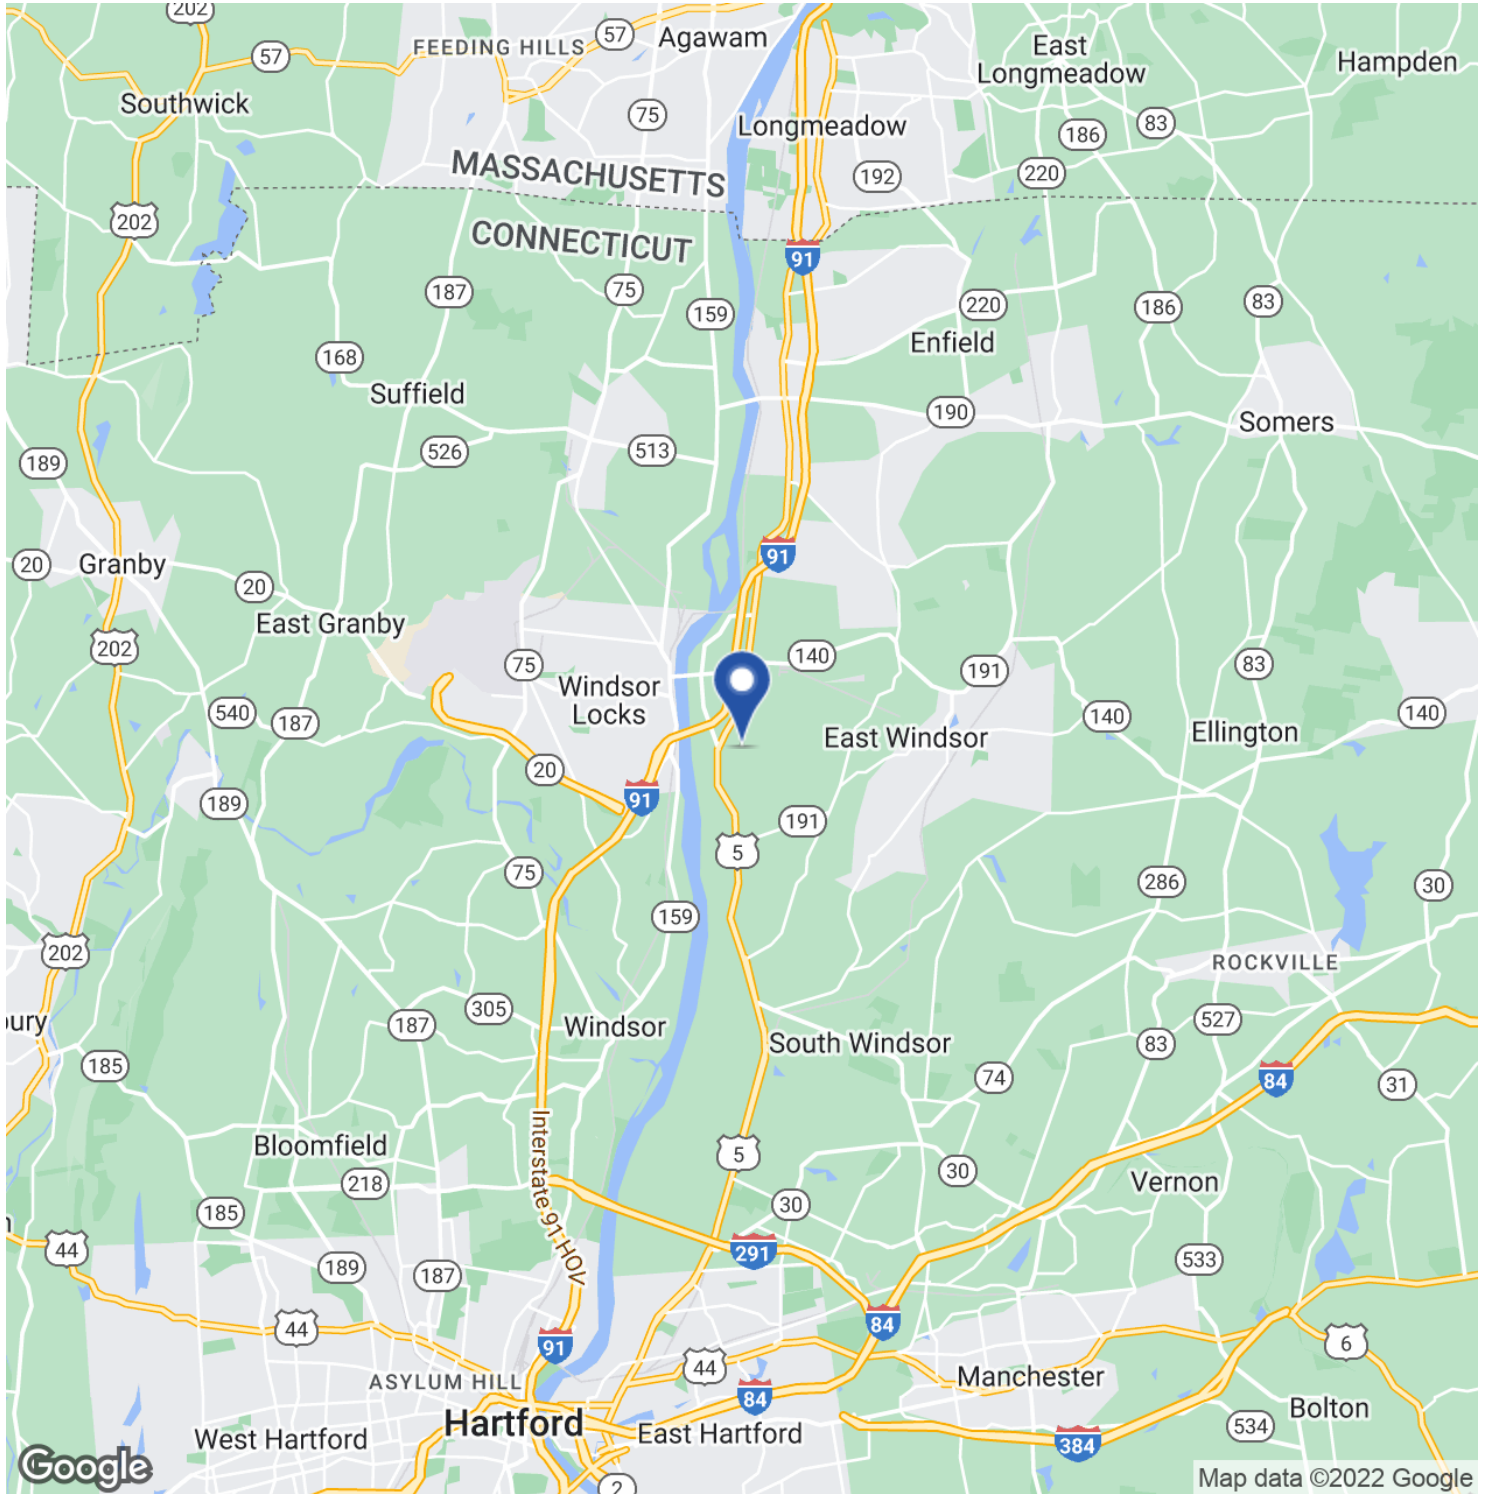 202
57
FEEDING HILLS
57
Agawam
East
Longmeadow
Hampden
Southwick
75
Longmeadow
186
83
MASSACHUSETTS
192
220
202
CONNECTICUT
91
187
75
159
220
186
83
168
Enfield
Suffield
190
Somers
526
513
189
20
Granby
91
20
East Granby
202
75
140
191
83
Windsor
Locks
540
187
140
140
East Windsor
Ellington
20
91
189
191
5
75
286
30
159
202
ROCKVILLE
305
187
Windsor
527
bury
South Windsor
83
185
74
84
31
Interstate 91 HOV
Bloomfield
5
218
30
Vernon
185
30
44
291
533
189
187
44
84
91
6
44
ASYLUM HILL
Manchester
84
Hartford
Bolton
West Hartford
East Hartford
534
384
Google
2
Map data ©2022 Google